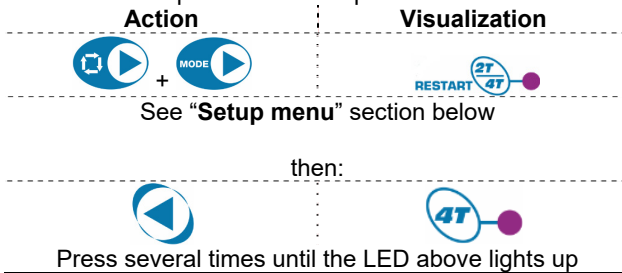 Action Visualization
MODE + RESTART 2T 4T
See “Setup menu” section below
then:
4T
Press several times until the LED above lights up